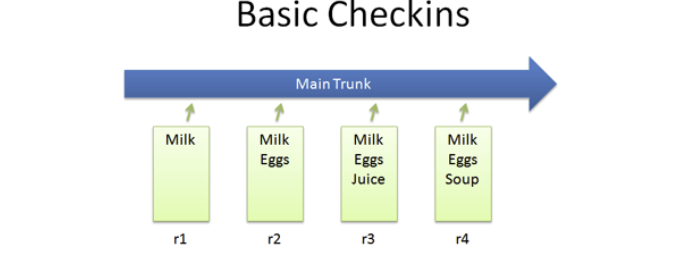 Basic Checkins
Main Trunk
Milk
Milk
Eggs
Milk
Eggs
Juice
Milk
Eggs
Soup
r1
r2
r3
r4